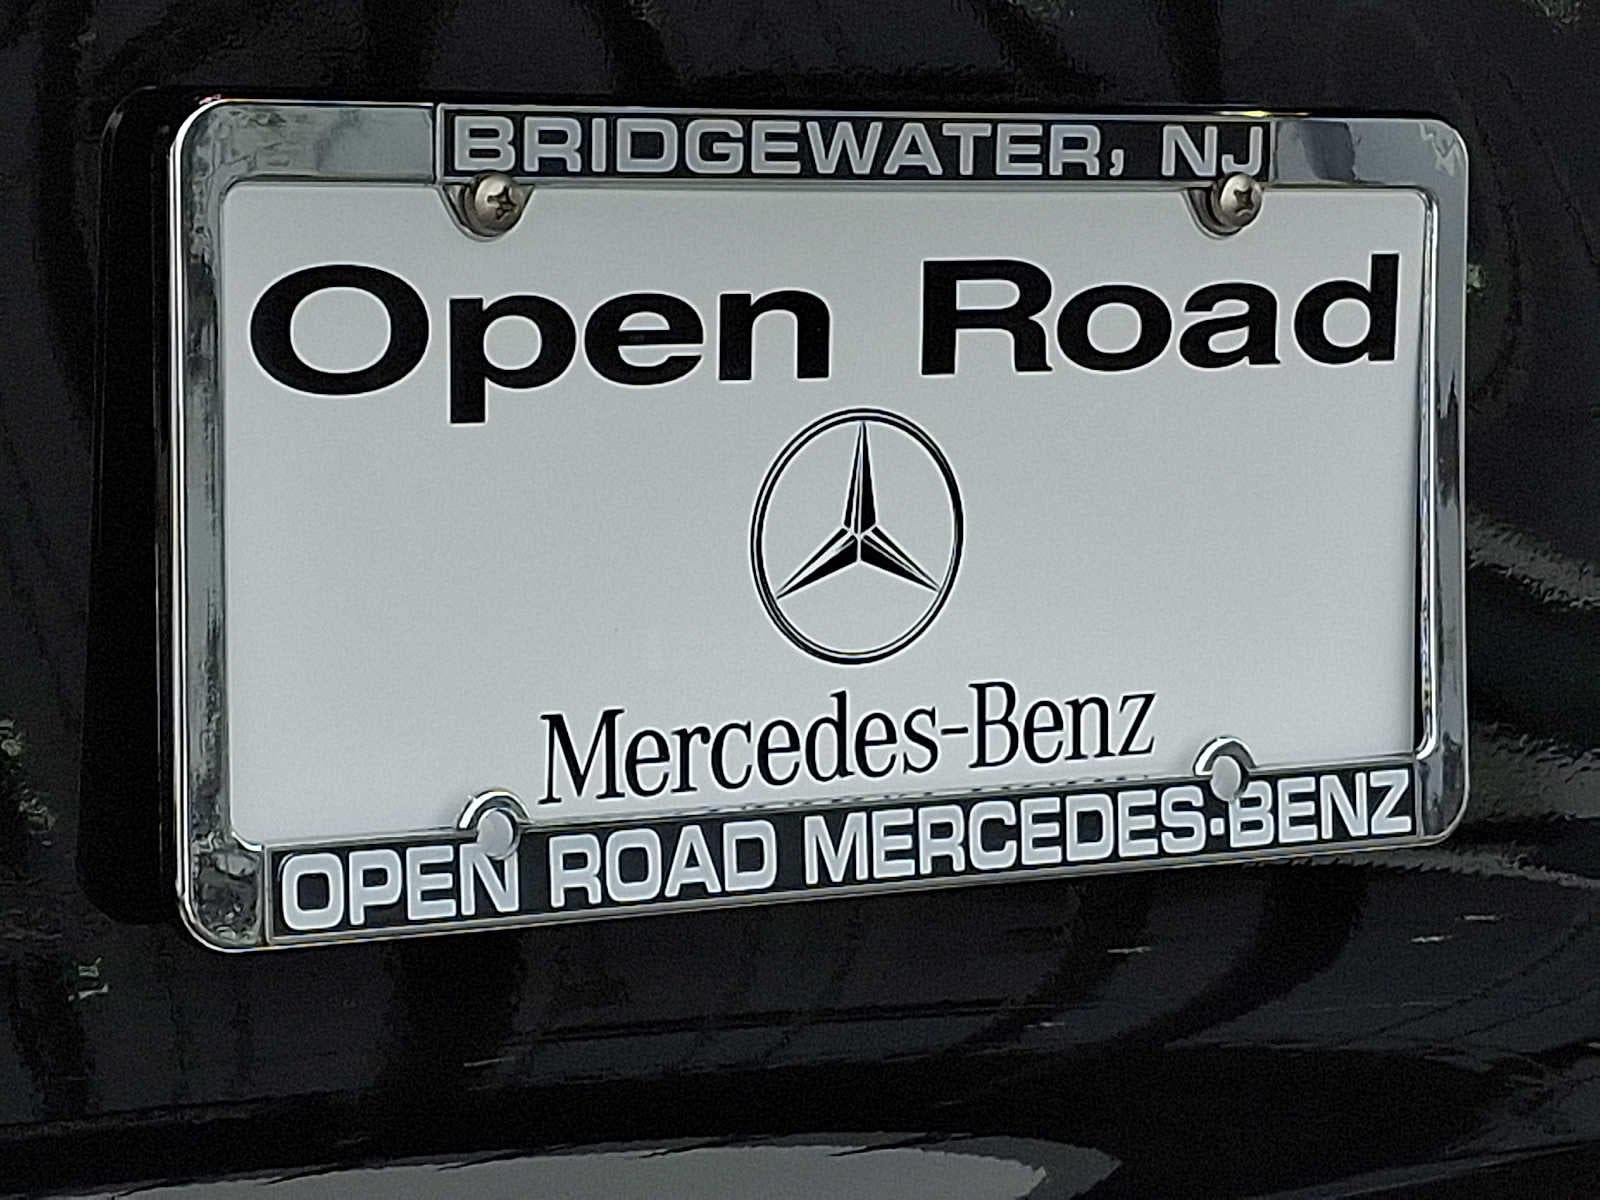 BRIDGEWATER, NJ
Open Road
Mercedes-Benz
OPEN ROAD MERCEDES-BENZ